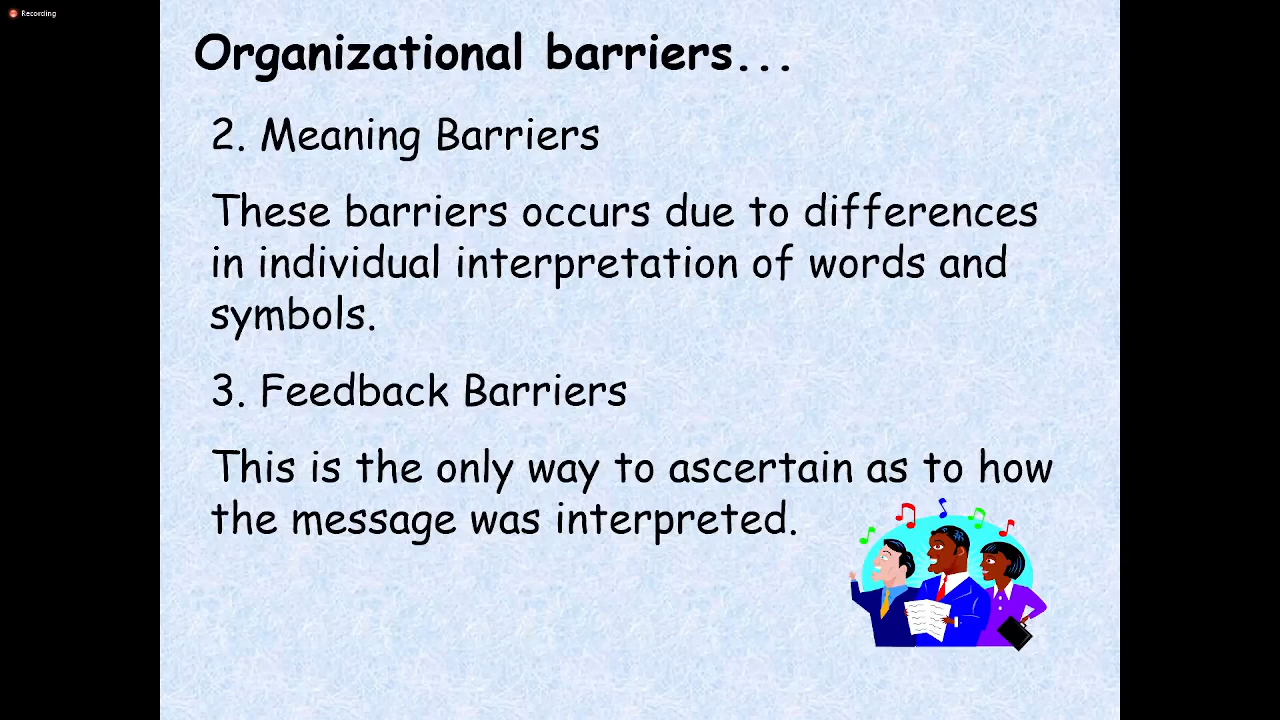 Recording
Organizational barriers...
2. Meaning Barriers
These barriers occurs due to differences
in individual interpretation of words and
symbols.
3. Feedback Barriers
This is the only way to ascertain as to how
the message was interpreted.